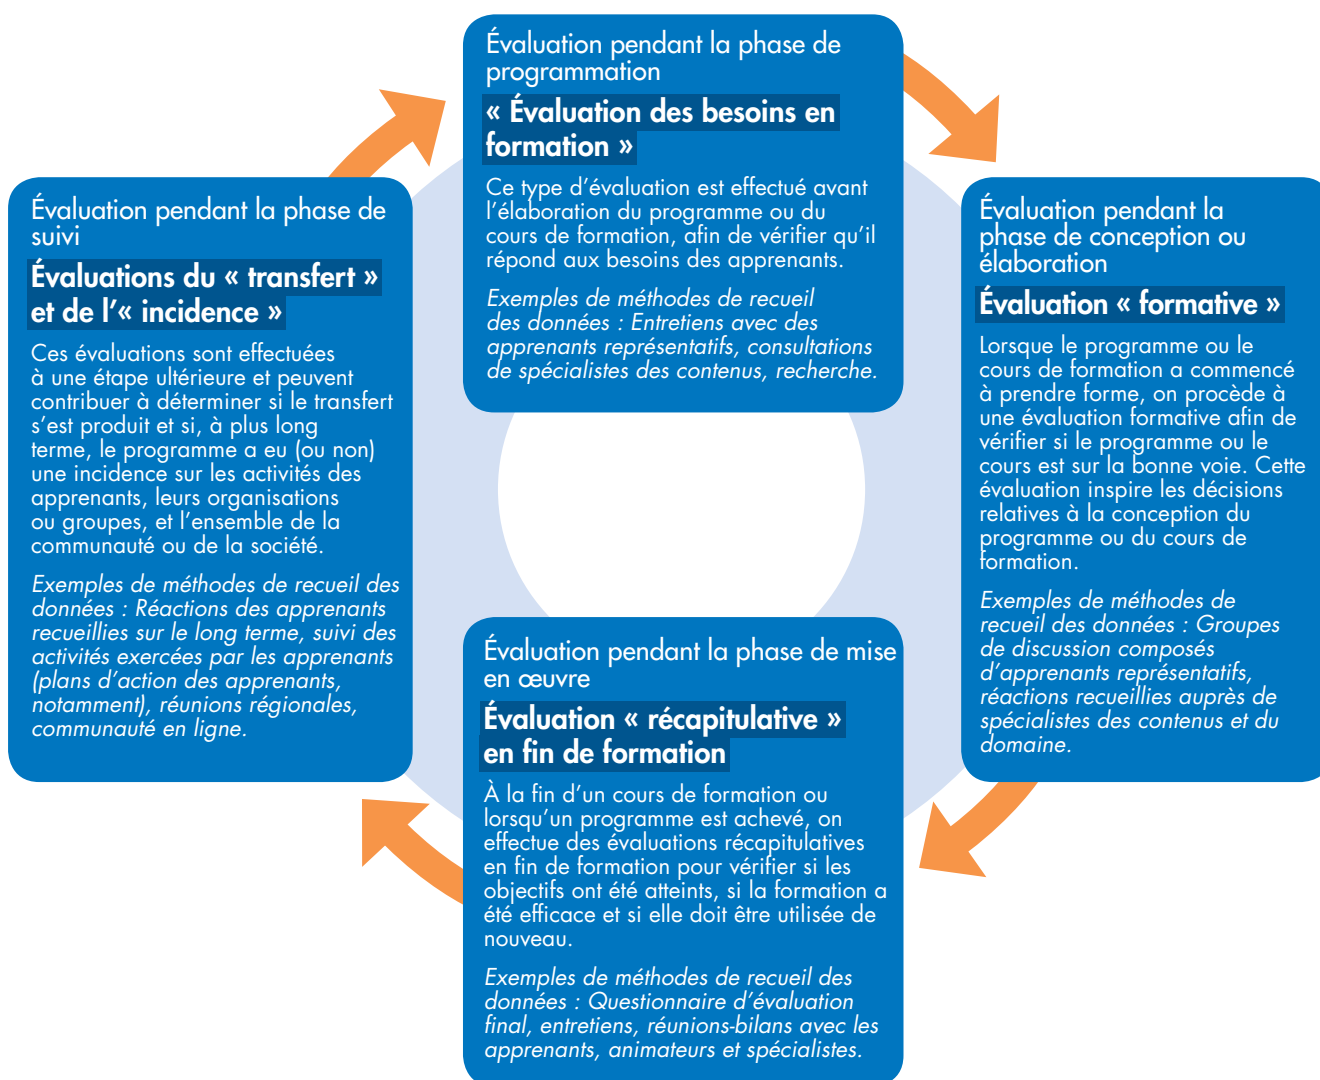 Évaluation pendant la phase de
programmation
« Évaluation des besoins en
formation »
Ce type d’évaluation est effectué avant
l’élaboration du programme ou du
cours de formation, afin de vérifier qu’il
répond aux besoins des apprenants.
Exemples de méthodes de recueil
des données : Entretiens avec des
apprenants représentatifs, consultations
de spécialistes des contenus, recherche.
Évaluation pendant la
phase de conception ou
élaboration
Évaluation « formative »
Lorsque le programme ou le
cours de formation a commencé
à prendre forme, on procède à
une évaluation formative afin de
vérifier si le programme ou le
cours est sur la bonne voie. Cette
évaluation inspire les décisions
relatives à la conception du
programme ou du cours de
formation.
Exemples de méthodes de
recueil des données : Groupes
de discussion composés
d’apprenants représentatifs,
réactions recueillies auprès de
spécialistes des contenus et du
domaine.
Évaluation pendant la phase de mise
en œuvre
Évaluation « récapitulative »
en fin de formation
À la fin d’un cours de formation ou
lorsqu’un programme est achevé, on
effectue des évaluations récapitulatives
en fin de formation pour vérifier si les
objectifs ont été atteints, si la formation a
été efficace et si elle doit être utilisée de
nouveau.
Exemples de méthodes de recueil des
données : Questionnaire d’évaluation
final, entretiens, réunions-bilans avec les
apprenants, animateurs et spécialistes.
Évaluation pendant la phase de
suivi
Évaluations du « transfert »
et de l’« incidence »
Ces évaluations sont effectuées
à une étape ultérieure et peuvent
contribuer à déterminer si le transfert
s’est produit et si, à plus long
terme, le programme a eu (ou non)
une incidence sur les activités des
apprenants, leurs organisations
ou groupes, et l’ensemble de la
communauté ou de la société.
Exemples de méthodes de recueil des
données : Réactions des apprenants
recueillies sur le long terme, suivi des
activités exercées par les apprenants
(plans d’action des apprenants,
notamment), réunions régionales,
communauté en ligne.